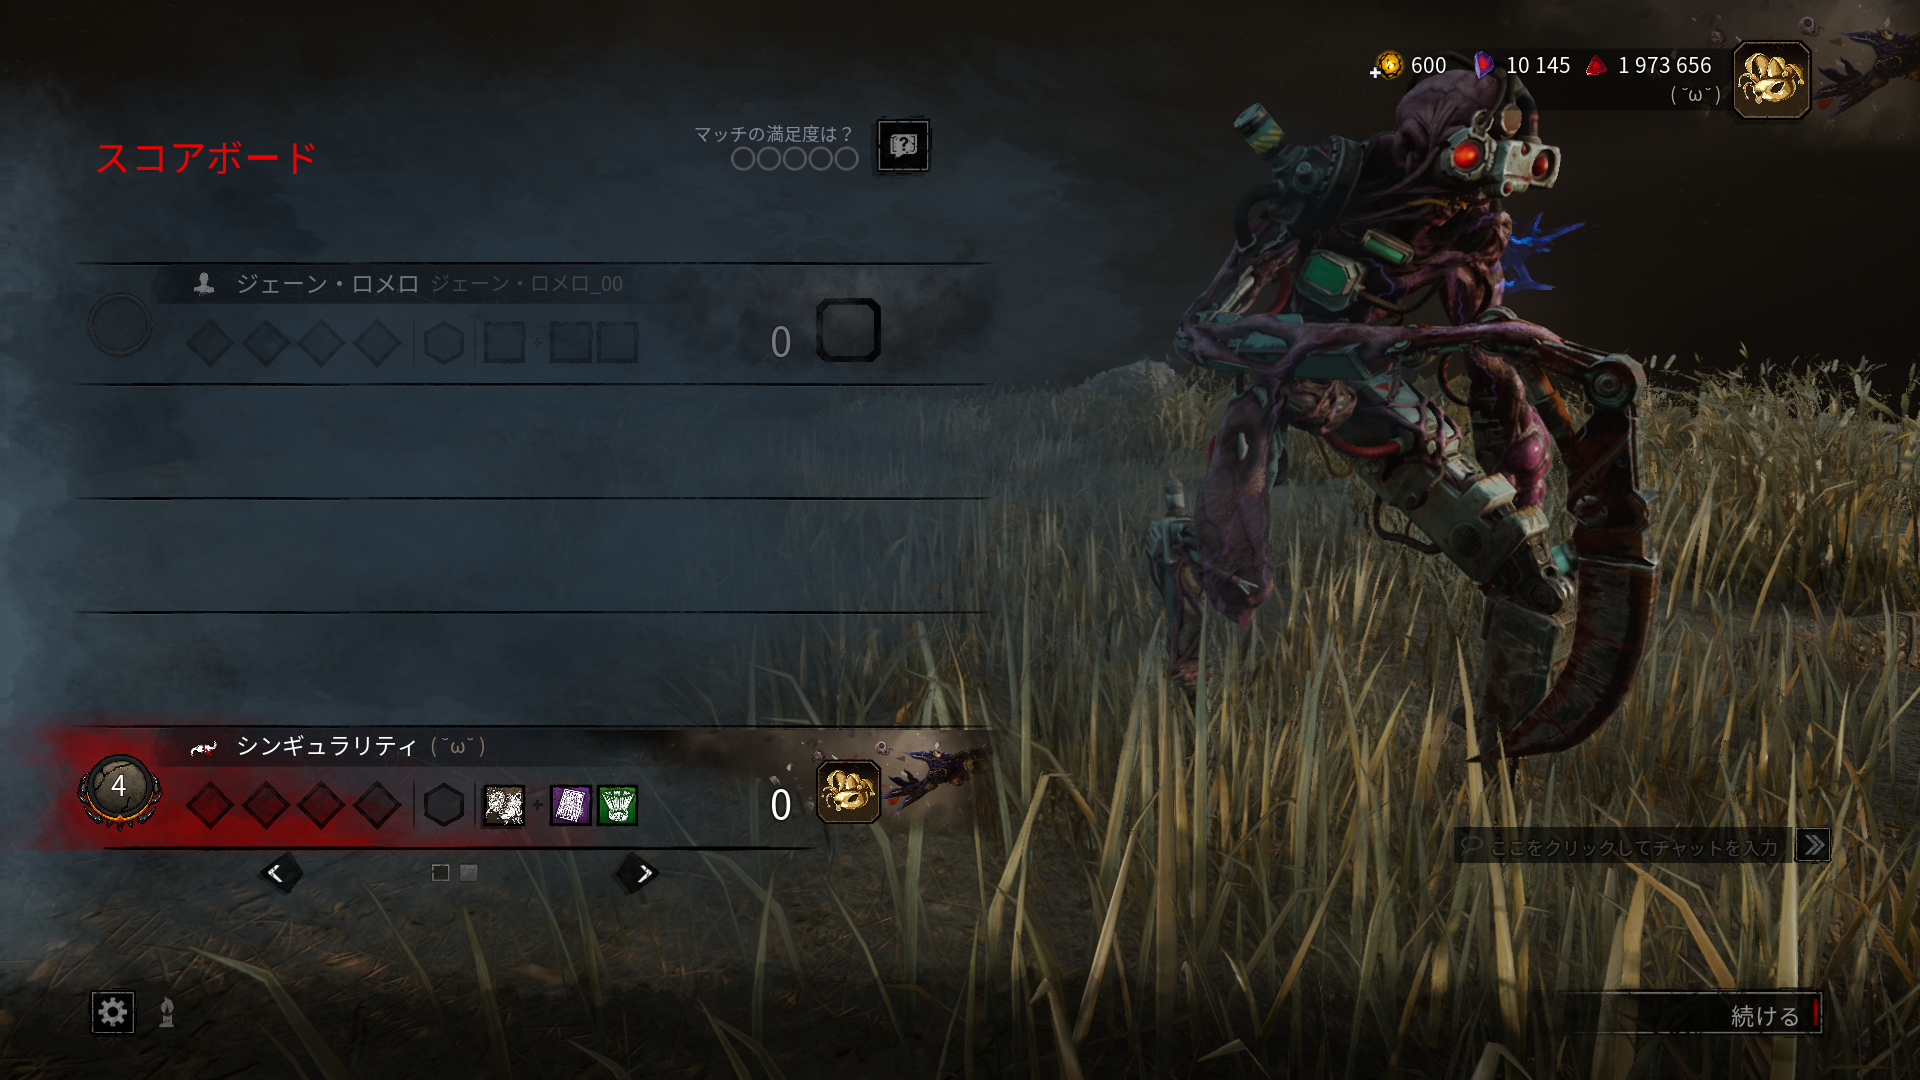 600 10 145 1 973 656
( ˘ω˘ )
マッチの満足度は？
スコアボード
ジェーン・ロメロ ジェーン・ロメロ_00
0
シンギュラリティ ( ˘ω˘ )
4
0
ここをクリックしてチャットを入力
続ける